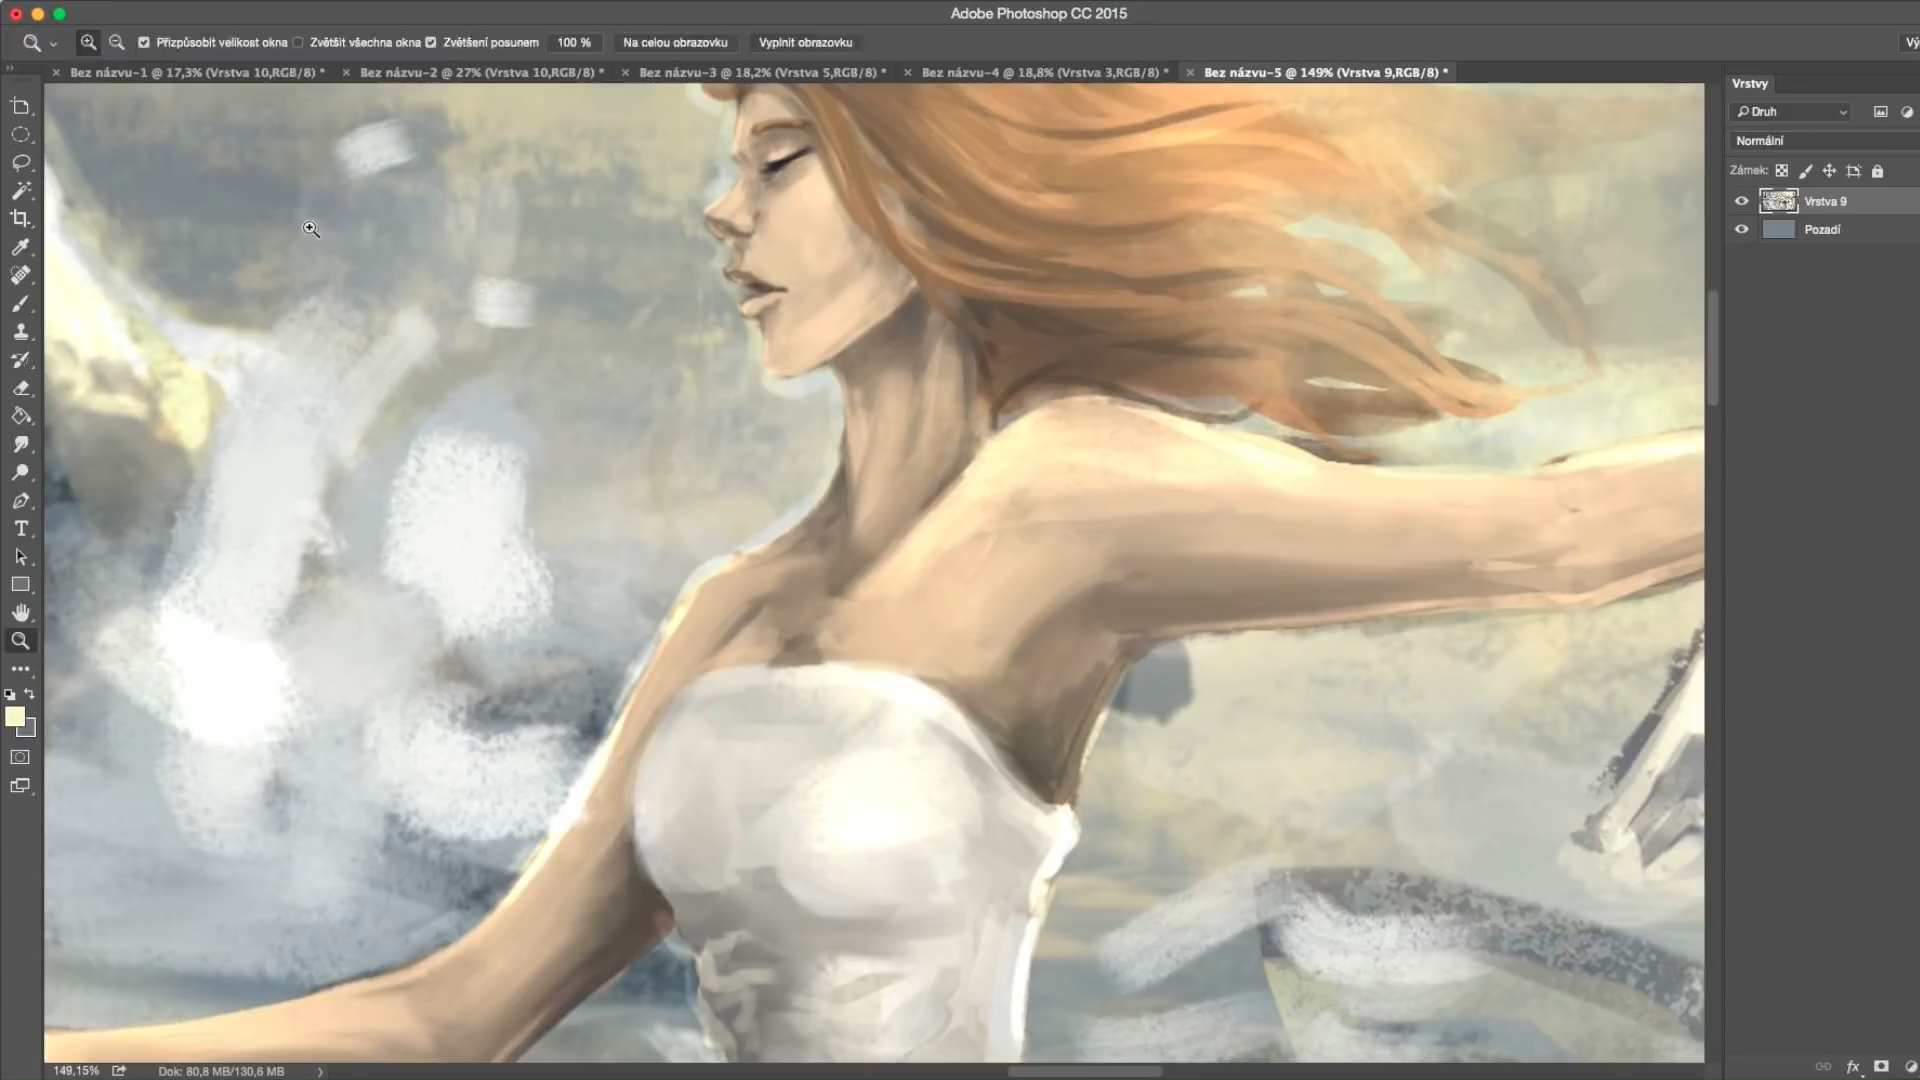 Adobe Photoshop CC 2015
Přizpůsobit velikost okna Zvětšit všechna okna Zvětšení posunem 100 % Na celou obrazovku Vyplnit obrazovku Vý
Bez názvu-1 @ 17,3% (Vrstva 10,RGB/8) * Bez názvu-2 @ 27% (Vrstva 10,RGB/8) * Bez názvu-3 @ 18,2% (Vrstva 5,RGB/8) * Bez názvu-4 @ 18,8% (Vrstva 3,RGB/8) * Bez názvu-5 @ 149% (Vrstva 9,RGB/8) *
Vrstvy
Druh
Normální
Zámek:
Vrstva 9
Pozadí
149,15% Dok: 80,8 MB/130,6 MB
fx